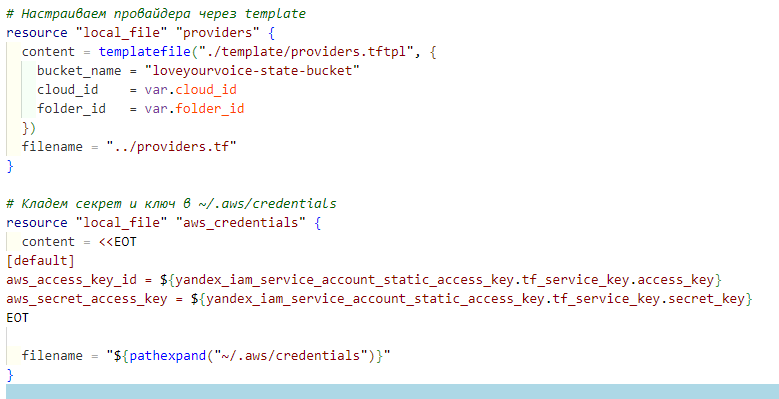 # Настраиваем провайдера через template
resource "local_file" "providers" {
  content = templatefile("./template/providers.tftpl", {
    bucket_name = "loveyourvoice-state-bucket"
    cloud_id    = var.cloud_id
    folder_id   = var.folder_id
  })
  filename = "../providers.tf"
}

# Кладем секрет и ключ в ~/.aws/credentials
resource "local_file" "aws_credentials" {
  content = <<EOT
[default]
aws_access_key_id = ${yandex_iam_service_account_static_access_key.tf_service_key.access_key}
aws_secret_access_key = ${yandex_iam_service_account_static_access_key.tf_service_key.secret_key}
EOT

  filename = "${pathexpand("~/.aws/credentials")}"
}